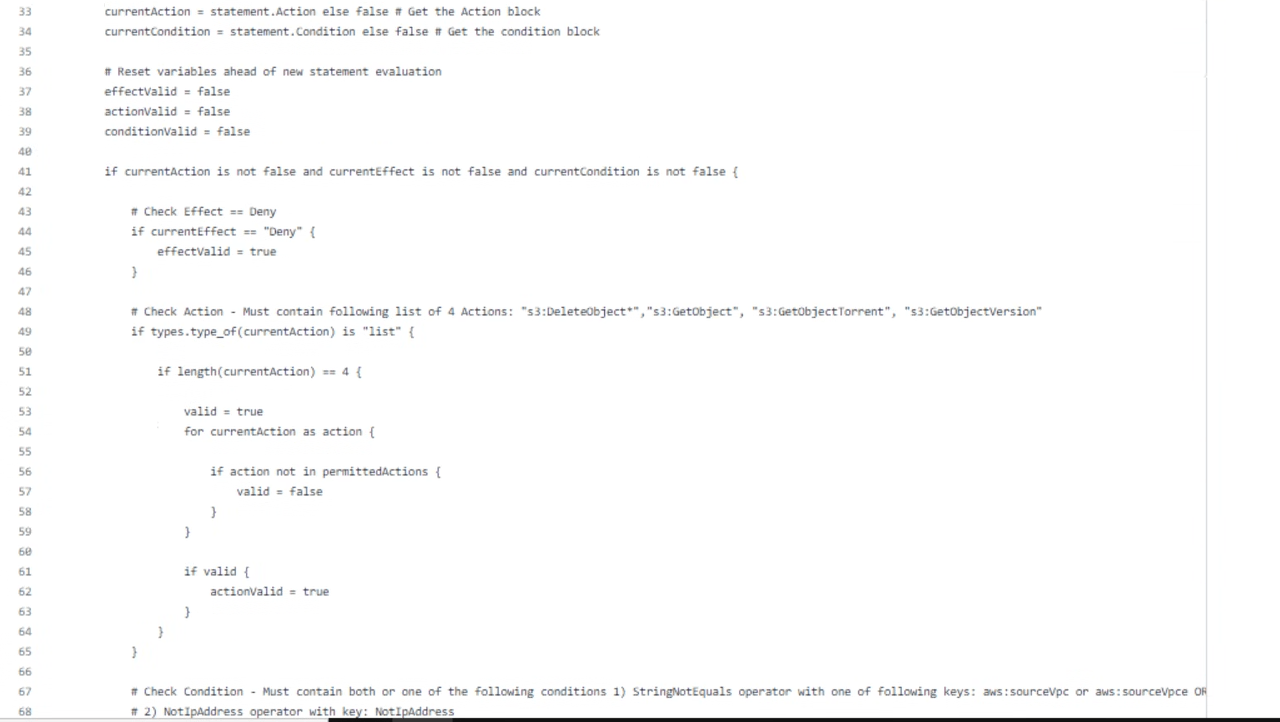 33 currentAction = statement.Action else false # Get the Action block
34 currentCondition = statement.Condition else false # Get the condition block
35
36 # Reset variables ahead of new statement evaluation
37 effectValid = false
38 actionValid = false
39 conditionValid = false
40
41 if currentAction is not false and currentEffect is not false and currentCondition is not false {
42
43 # Check Effect == Deny
44 if currentEffect == "Deny" {
45 effectValid = true
46 }
47
48 # Check Action - Must contain following list of 4 Actions: "s3:DeleteObject*","s3:GetObject", "s3:GetObjectTorrent", "s3:GetObjectVersion"
49 if types.type_of(currentAction) is "list" {
50
51 if length(currentAction) == 4 {
52
53 valid = true
54 for currentAction as action {
55
56 if action not in permittedActions {
57 valid = false
58 }
59 }
60
61 if valid {
62 actionValid = true
63 }
64 }
65 }
66
67 # Check Condition - Must contain both or one of the following conditions 1) StringNotEquals operator with one of following keys: aws:sourceVpc or aws:sourceVpce OR
68 # 2) NotIpAddress operator with key: NotIpAddress